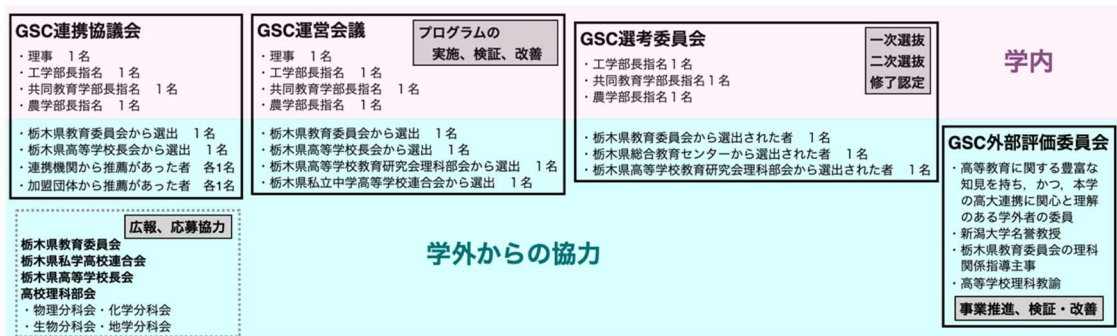 GSC連携協議会
・理事　1名
・工学部長指名　1名
・共同教育学部長指名　1名
・農学部長指名　1名
・栃木県教育委員会から選出　1名
・栃木県高等学校長会から選出　1名
・連携機関から推薦があった者　各1名
・加盟団体から推薦があった者　各1名
GSC運営会議
プログラムの
実施、検証、改善
・理事　1名
・工学部長指名　1名
・共同教育学部長指名　1名
・農学部長指名　1名
・栃木県教育委員会から選出　1名
・栃木県高等学校長会から選出　1名
・栃木県高等学校教育研究会理科部会から選出　1名
・栃木県私立中学高等学校連合会から選出　1名
GSC選考委員会
一次選抜
二次選抜
修了認定
・工学部長指名1名
・共同教育学部長指名1名
・農学部長指名1名
・栃木県教育委員会から選出された者　1名
・栃木県総合教育センターから選出された者　1名
・栃木県高等学校教育研究会理科部会から選出された者　1名
学内
GSC外部評価委員会
・高等教育に関する豊富な
知見を持ち，かつ，本学
の高大連携に関心と理解
のある学外者の委員
・新潟大学名誉教授
・栃木県教育委員会の理科
関係指導主事
・高等学校理科教諭
事業推進、検証・改善
広報、応募協力
栃木県教育委員会
栃木県私学高校連合会
栃木県高等学校長会
高校理科部会
・物理分科会・化学分科会
・生物分科会・地学分科会
学外からの協力